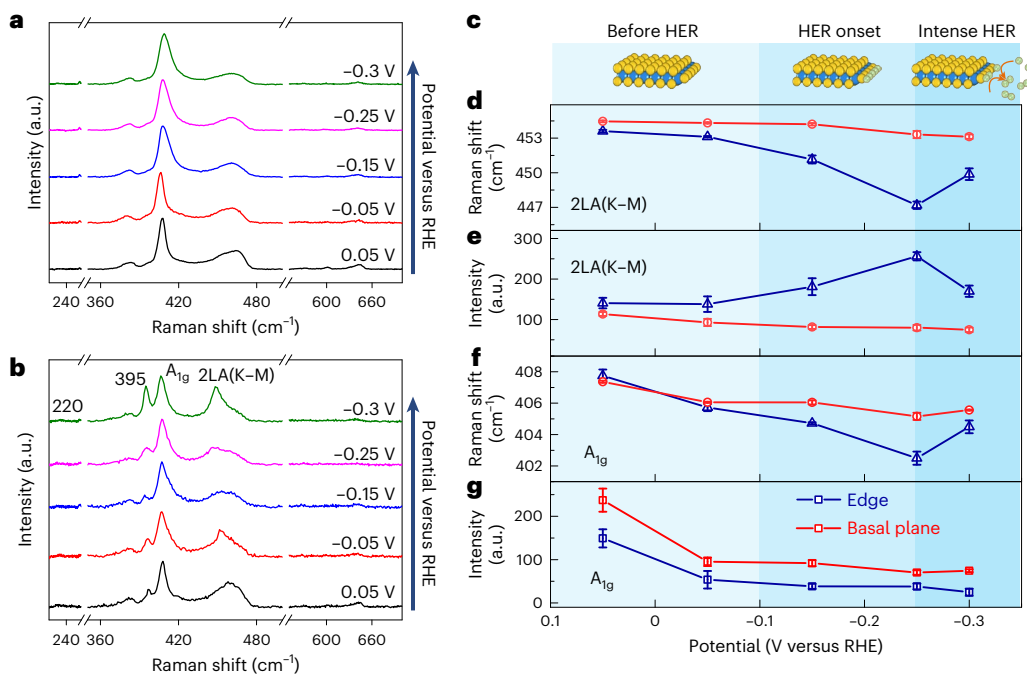 a
Intensity (a.u.)
–0.3 V
–0.25 V
–0.15 V
–0.05 V
0.05 V
Potential versus RHE
240 360 420 480 600 660
Raman shift (cm⁻¹)
b
Intensity (a.u.)
220
395
A1g
2LA(K–M)
–0.3 V
–0.25 V
–0.15 V
–0.05 V
0.05 V
Potential versus RHE
240 360 420 480 600 660
Raman shift (cm⁻¹)
c
Before HER
HER onset
Intense HER
d
Raman shift
(cm⁻¹)
453
450
447
2LA(K–M)
e
Intensity
(a.u.)
300
200
100
2LA(K–M)
f
Raman shift
(cm⁻¹)
408
406
404
402
A1g
g
Intensity
(a.u.)
200
100
0
A1g
Edge
Basal plane
0.1 0 –0.1 –0.2 –0.3
Potential (V versus RHE)